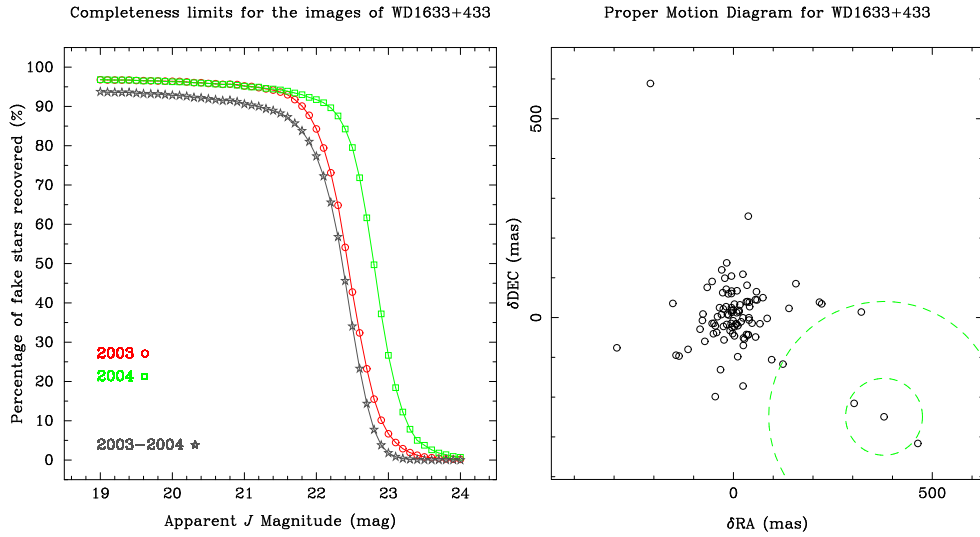 Completeness limits for the images of WD1633+433
Percentage of fake stars recovered (%)
100
90
80
70
60
50
40
30
20
10
0
2003
2004
2003−2004
19 20 21 22 23 24
Apparent J Magnitude (mag)
Proper Motion Diagram for WD1633+433
δDEC (mas)
500
0
0 500
δRA (mas)